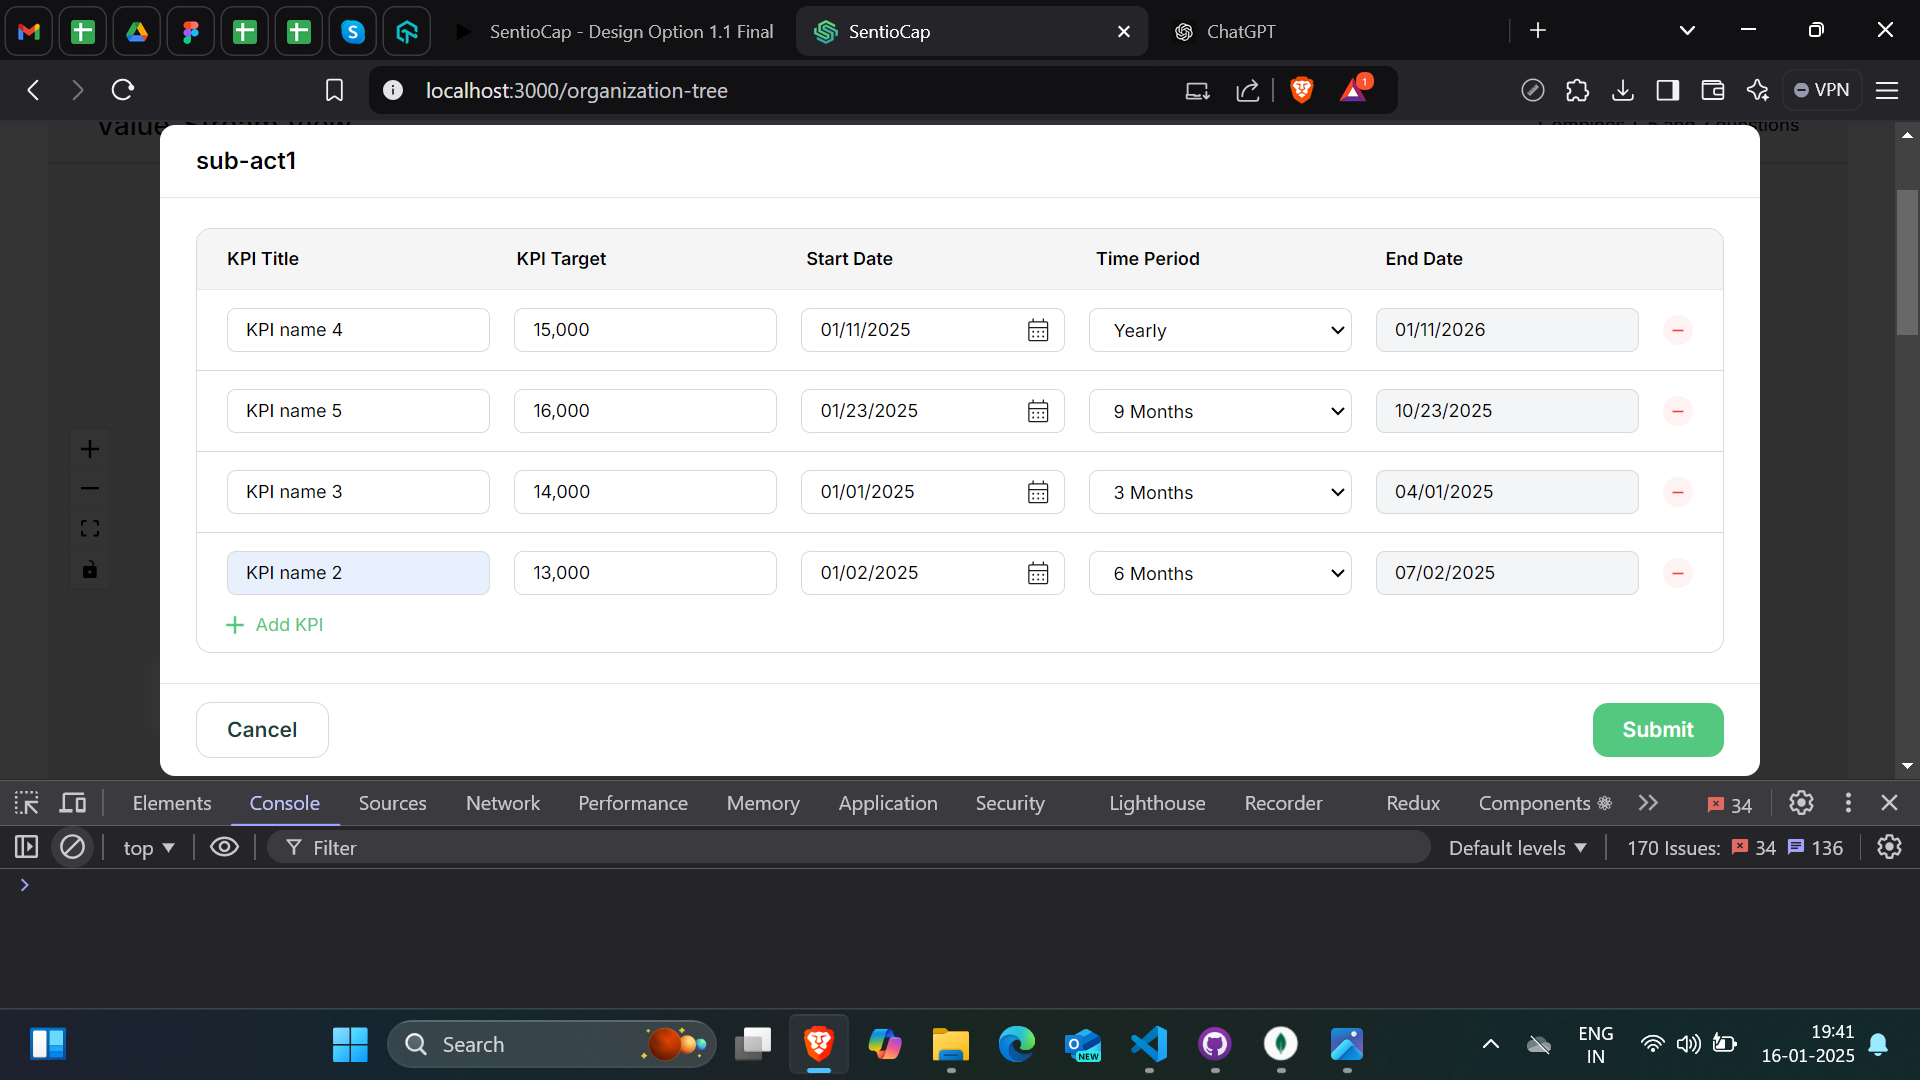 SentioCap - Design Option 1.1 Final
SentioCap
ChatGPT
localhost:3000/organization-tree
1
VPN
Value Stream View
sub-act1
KPI Title KPI Target Start Date Time Period End Date
KPI name 4 15,000 01/11/2025 Yearly 01/11/2026
KPI name 5 16,000 01/23/2025 9 Months 10/23/2025
KPI name 3 14,000 01/01/2025 3 Months 04/01/2025
KPI name 2 13,000 01/02/2025 6 Months 07/02/2025
Add KPI
Cancel
Submit
Elements Console Sources Network Performance Memory Application Security Lighthouse Recorder Redux Components 34
top Filter Default levels 170 Issues: 34 136
Search
NEW
ENG
IN
19:41
16-01-2025